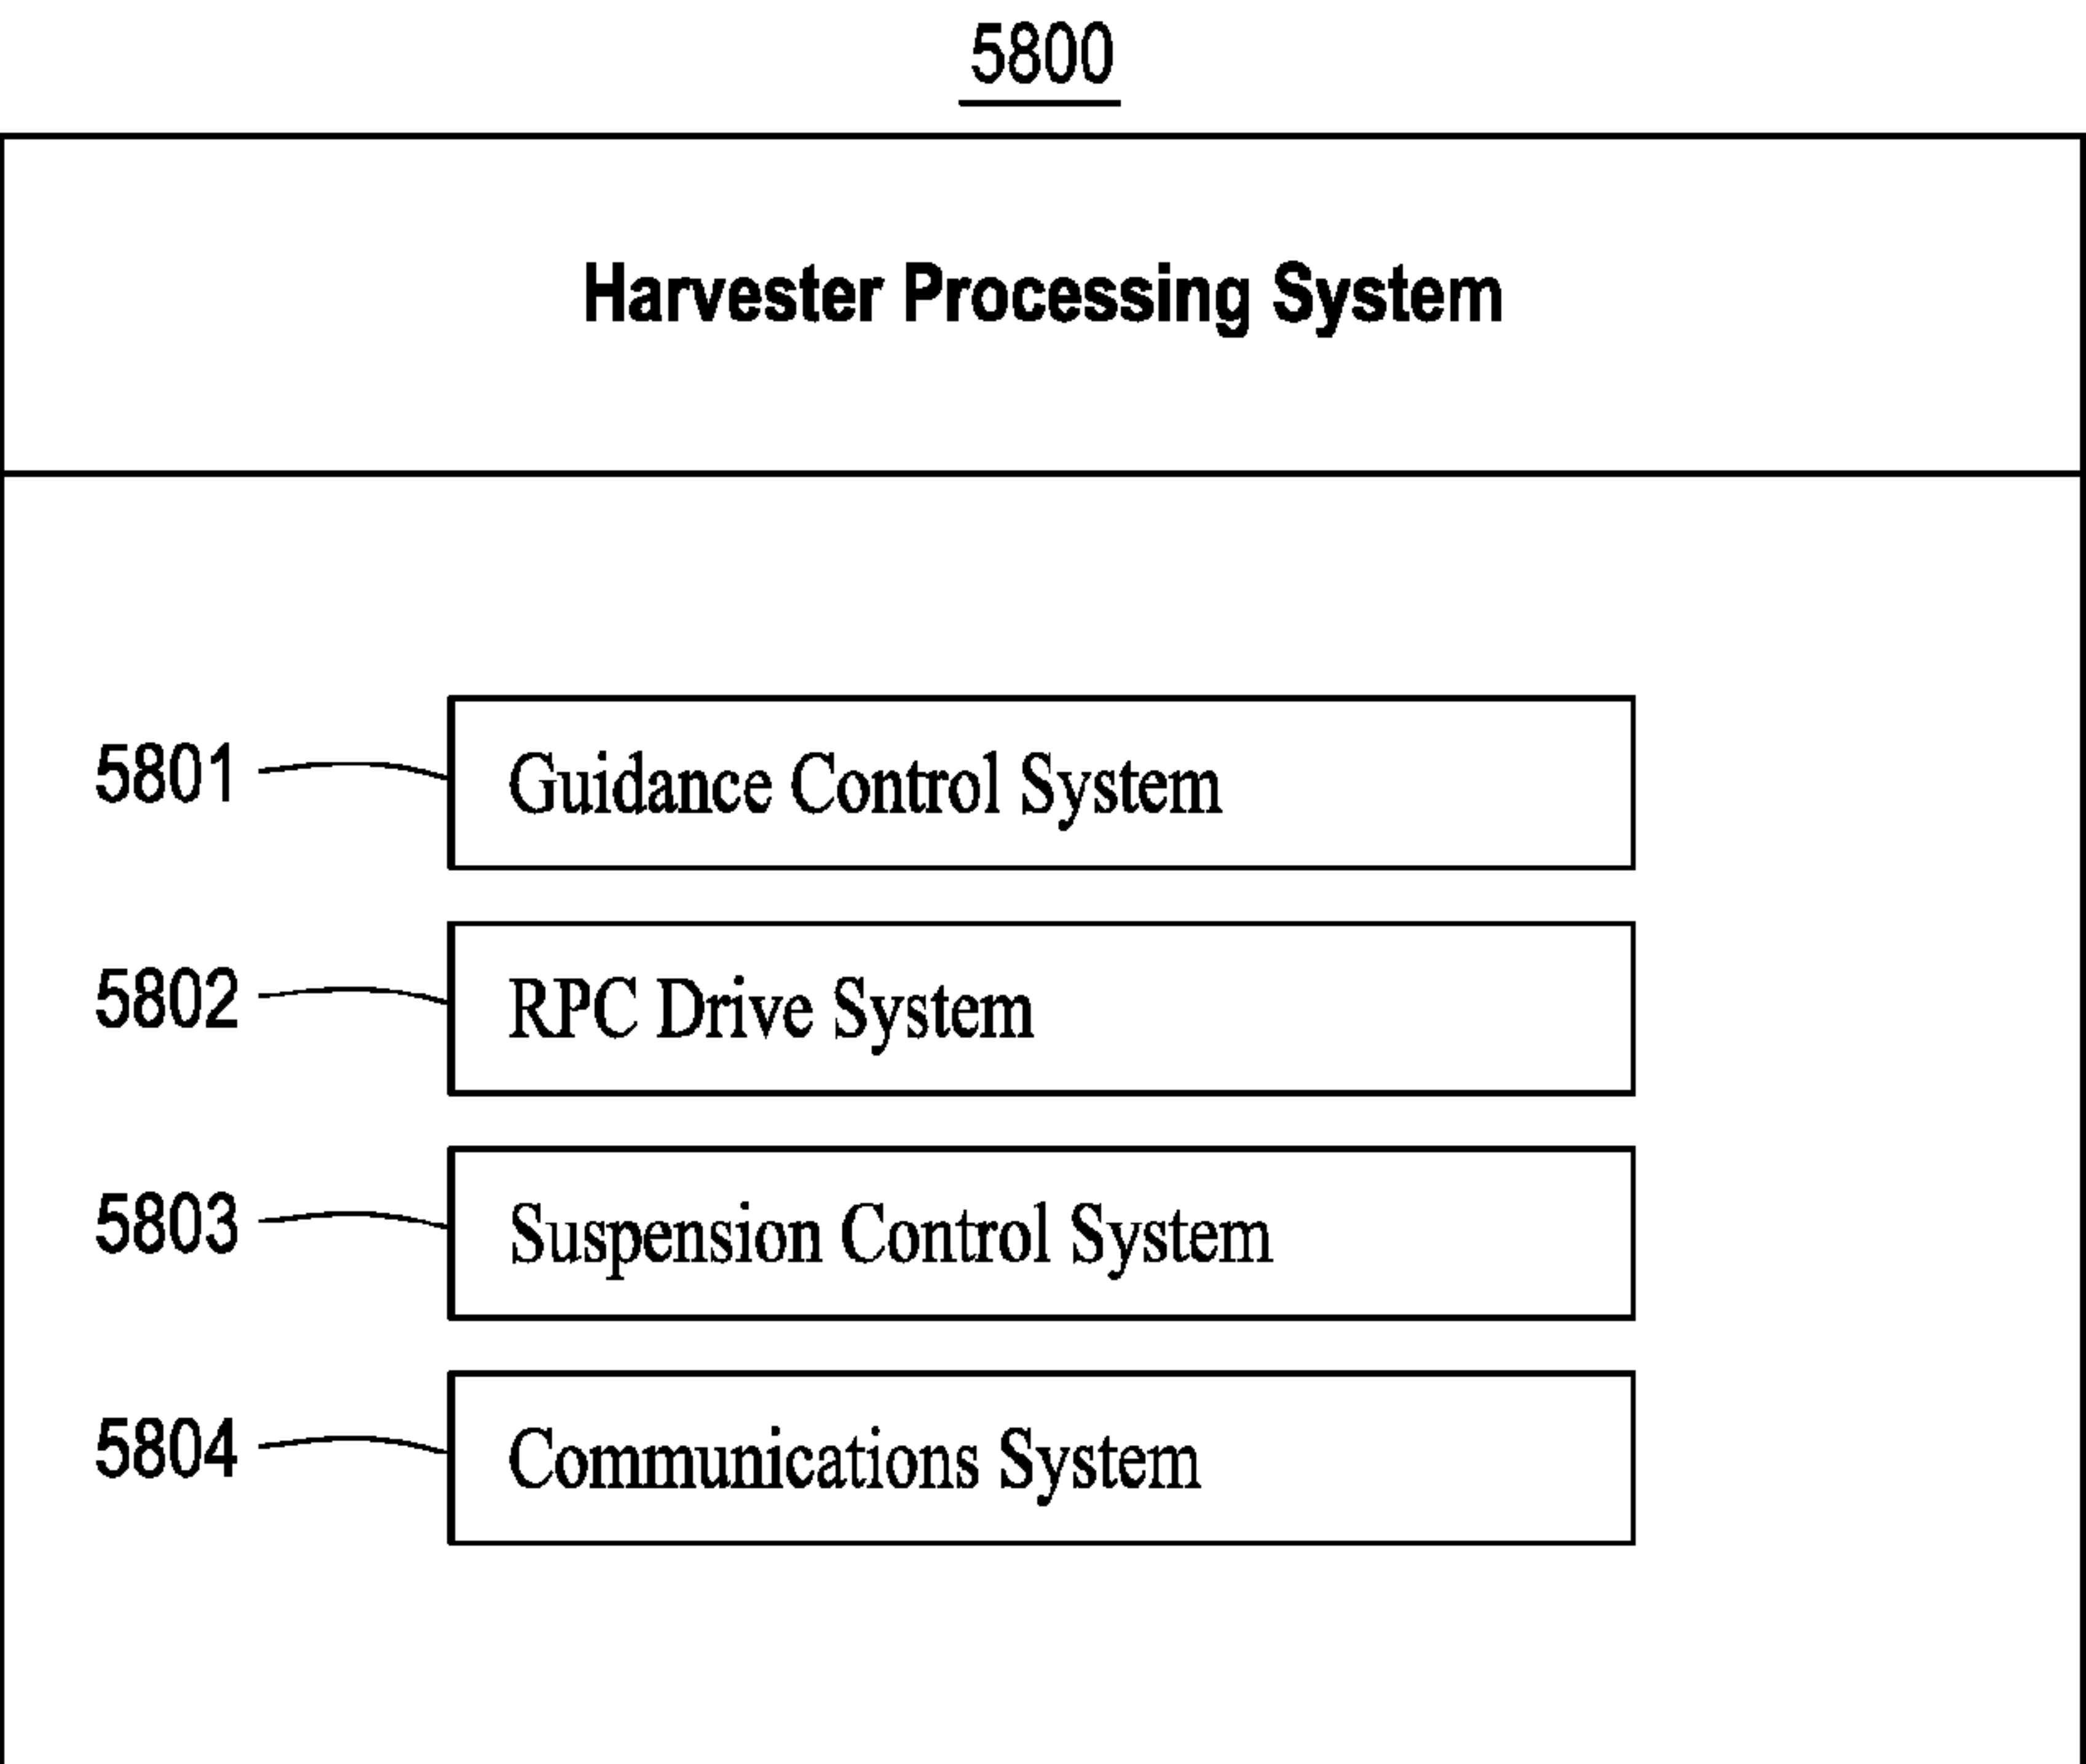 5800
Harvester Processing System
5801 Guidance Control System
5802 RPC Drive System
5803 Suspension Control System
5804 Communications System